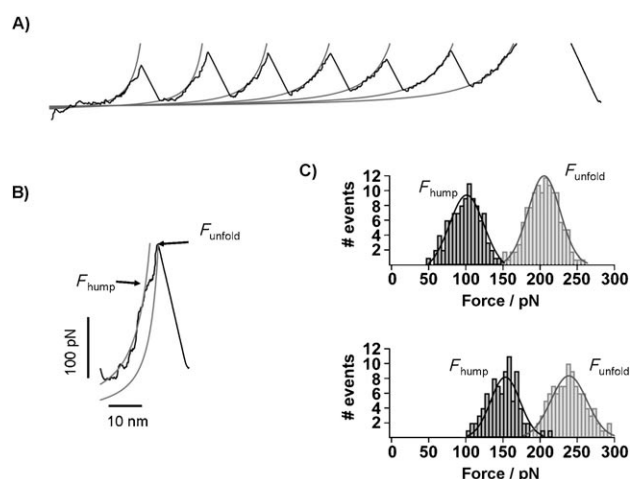 A)
B)
F_unfold
F_hump
100 pN
10 nm
C)
# events
12
10
8
6
4
2
F_hump
F_unfold
0 50 100 150 200 250 300
Force / pN
# events
12
10
8
6
4
2
F_hump
F_unfold
0 50 100 150 200 250 300
Force / pN